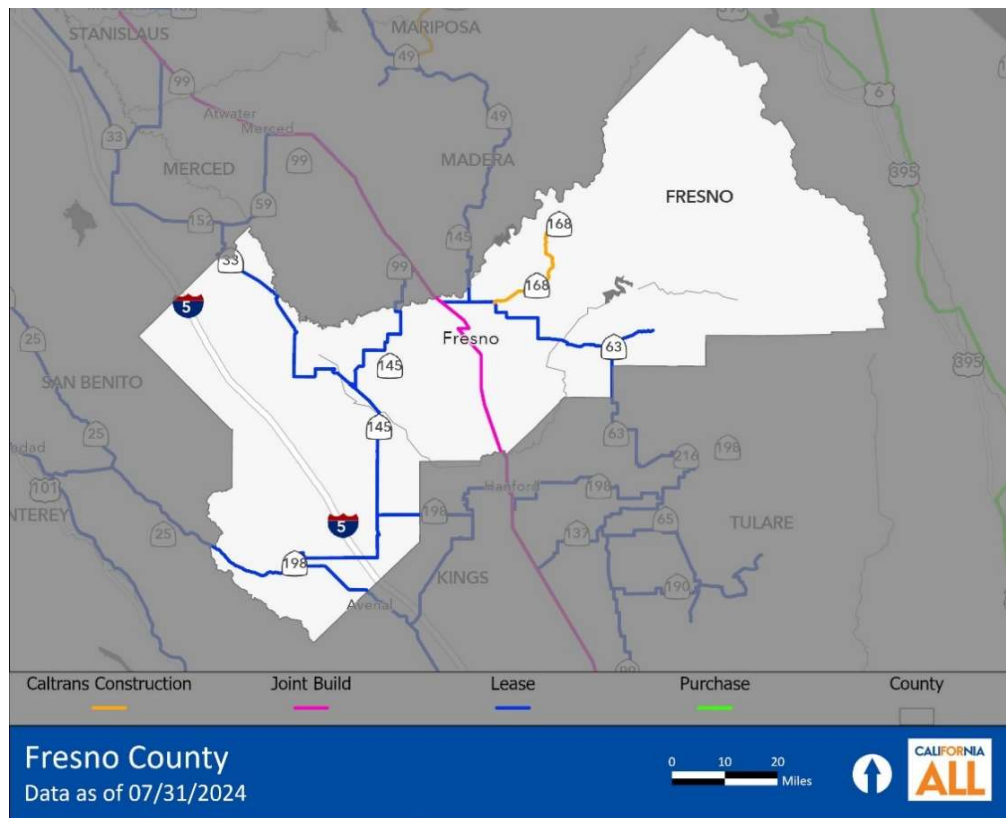 STANISLAUS
MARIPOSA
49
395
6
99
33
Atwater
Merced
49
MERCED
99
MADERA
395
59
FRESNO
152
145
168
33
99
168
5
25
Fresno
63
145
SAN BENITO
395
145
63
25
216
198
101
Hanford
198
198
5
65
25
137
TULARE
198
KINGS
190
Avenal
Caltrans Construction
Joint Build
Lease
Purchase
County
Fresno County
Data as of 07/31/2024
0 10 20
Miles
CALIFORNIA
ALL